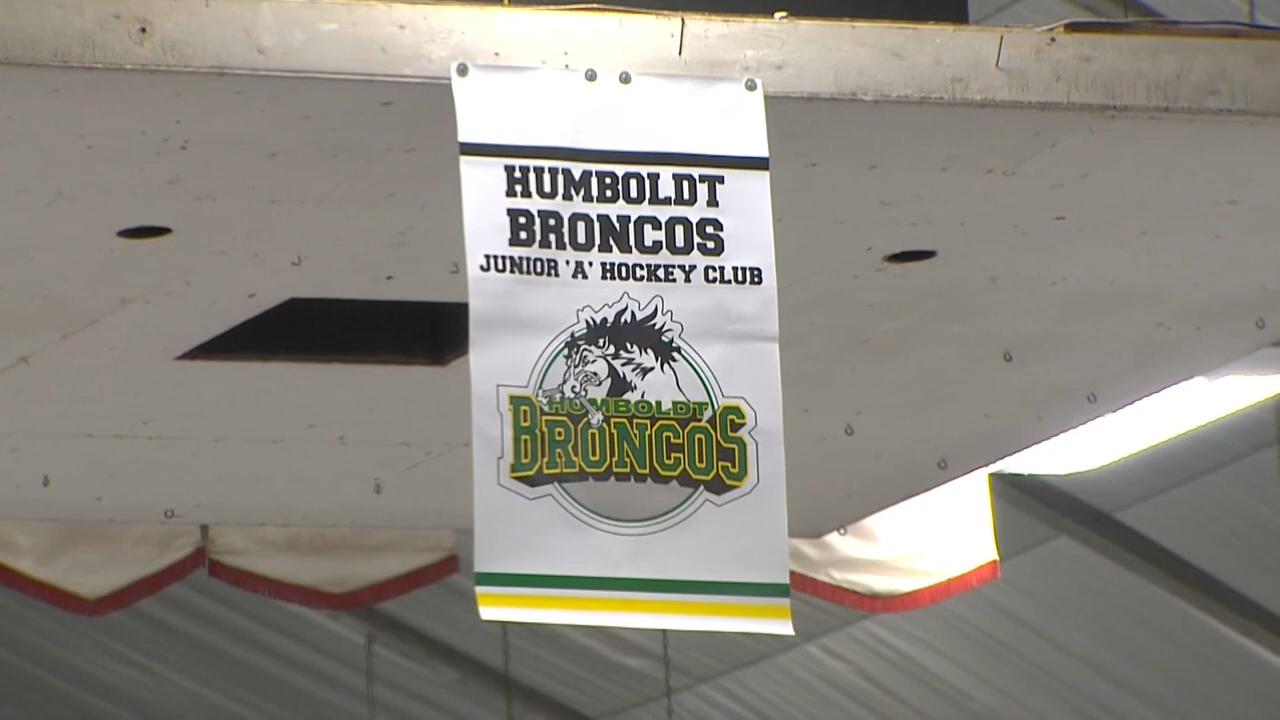 HUMBOLDT
BRONCOS
JUNIOR 'A' HOCKEY CLUB
HUMBOLDT
BRONCOS